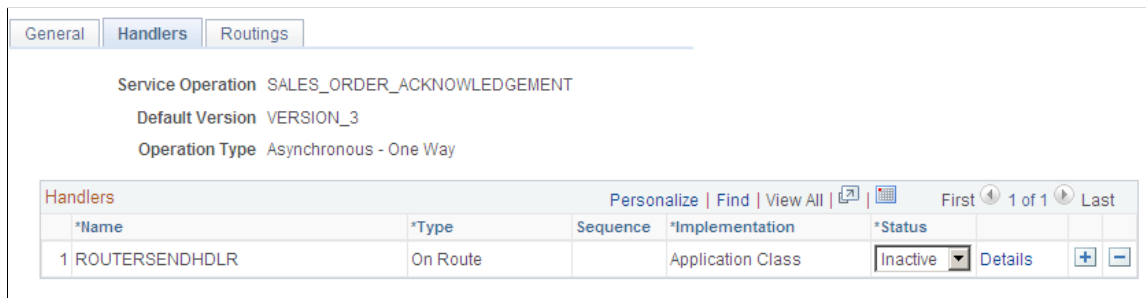 General Handlers Routings
Service Operation SALES_ORDER_ACKNOWLEDGEMENT
Default Version VERSION_3
Operation Type Asynchronous - One Way
Handlers Personalize | Find | View All | | First 1 of 1 Last
*Name *Type Sequence *Implementation *Status
1 ROUTERSENDHDLR On Route Application Class Inactive Details + -